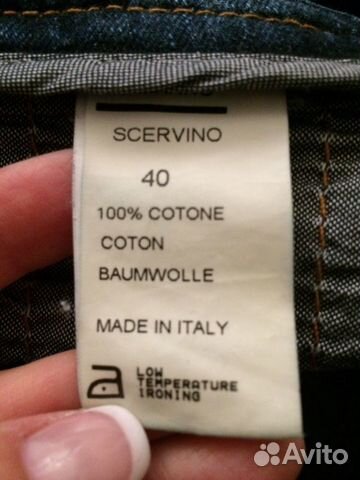 SCERVINO
40
100% COTONE
COTON
BAUMWOLLE
MADE IN ITALY
LOW
TEMPERATURE
IRONING
Avito